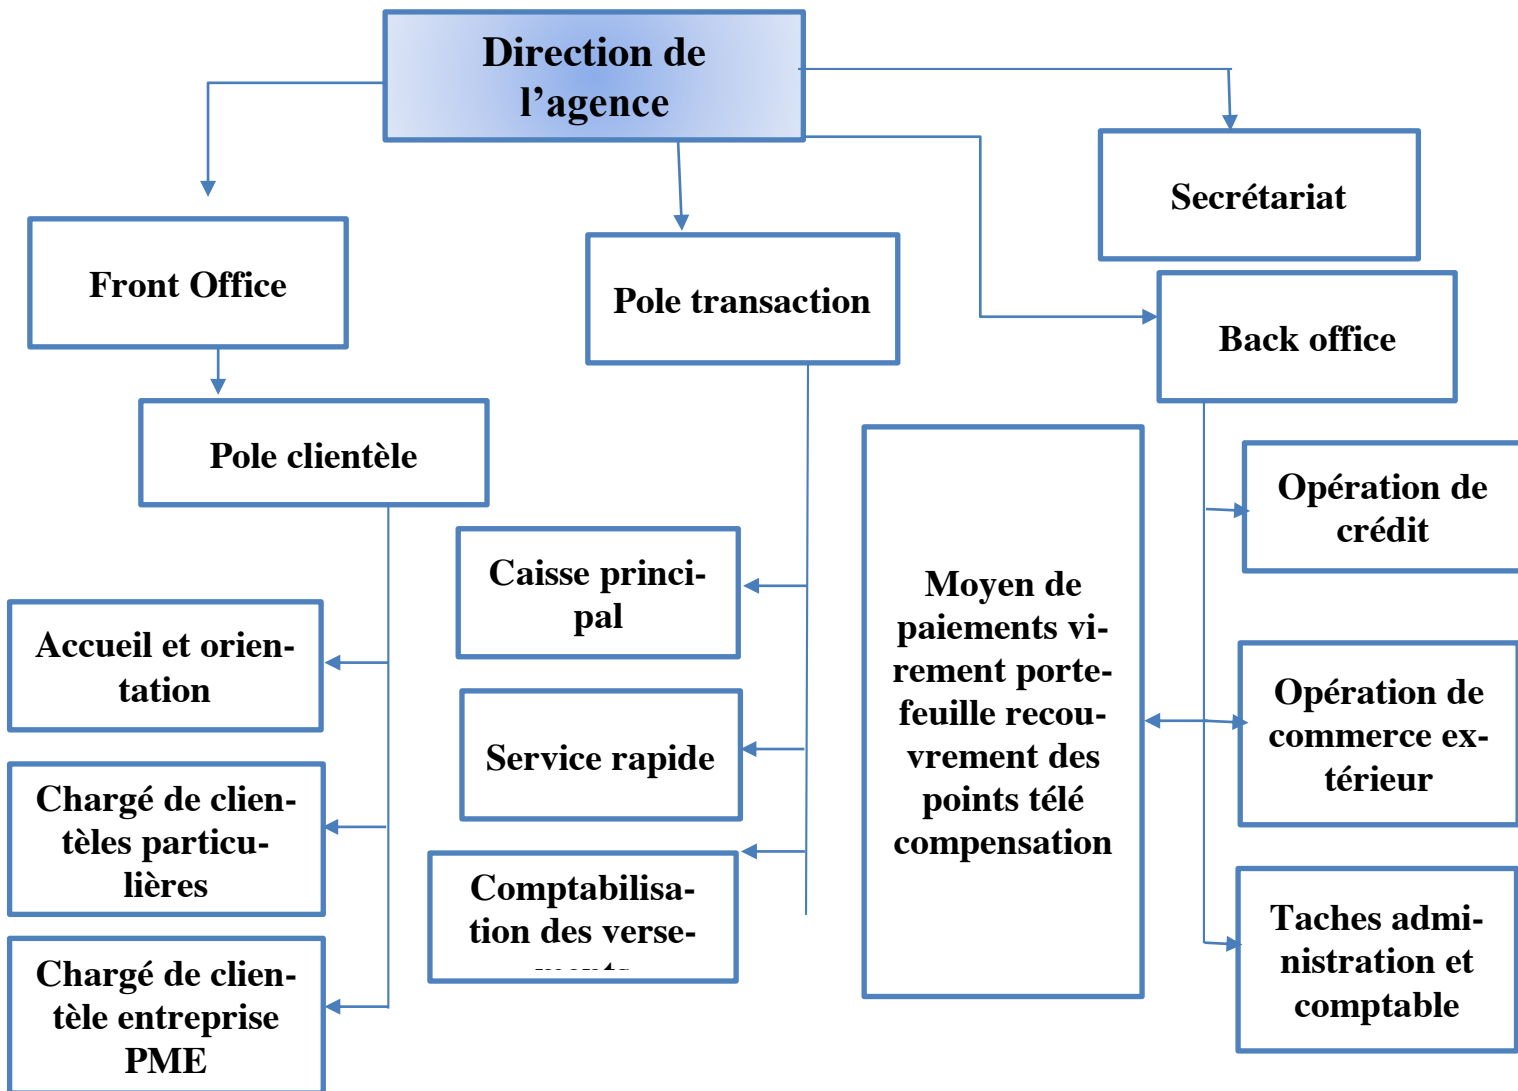 Direction de
l’agence
Secrétariat
Front Office
Pole transaction
Back office
Pole clientèle
Opération de
crédit
Caisse princi-
pal
Moyen de
paiements vi-
rement porte-
feuille recou-
vrement des
points télé
compensation
Accueil et orien-
tation
Opération de
commerce ex-
térieur
Service rapide
Chargé de clien-
tèles particu-
lières
Comptabilisa-
tion des verse-
Taches admi-
nistration et
comptable
Chargé de clien-
tèle entreprise
PME